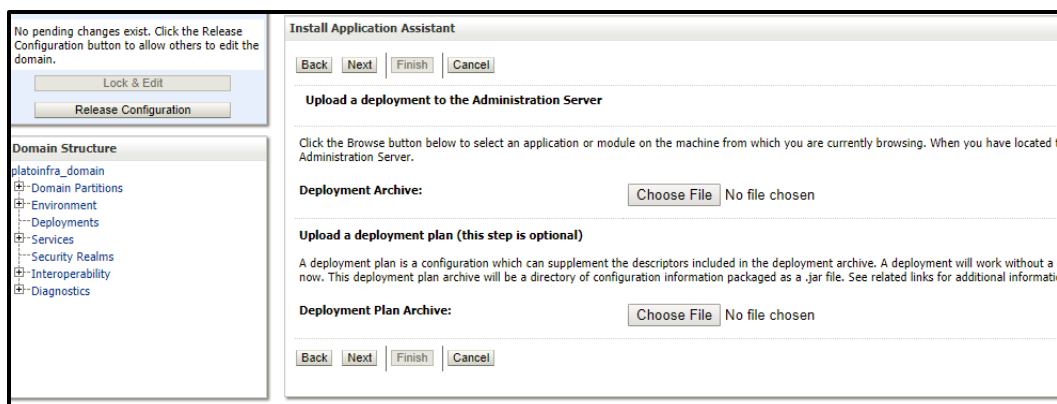 No pending changes exist. Click the Release
Configuration button to allow others to edit the
domain.
Lock & Edit
Release Configuration
Domain Structure
platoinfra_domain
Domain Partitions
Environment
Deployments
Services
Security Realms
Interoperability
Diagnostics
Install Application Assistant
Back Next Finish Cancel
Upload a deployment to the Administration Server
Click the Browse button below to select an application or module on the machine from which you are currently browsing. When you have located
Administration Server.
Deployment Archive: Choose File No file chosen
Upload a deployment plan (this step is optional)
A deployment plan is a configuration which can supplement the descriptors included in the deployment archive. A deployment will work without a
now. This deployment plan archive will be a directory of configuration information packaged as a .jar file. See related links for additional
Deployment Plan Archive: Choose File No file chosen
Back Next Finish Cancel